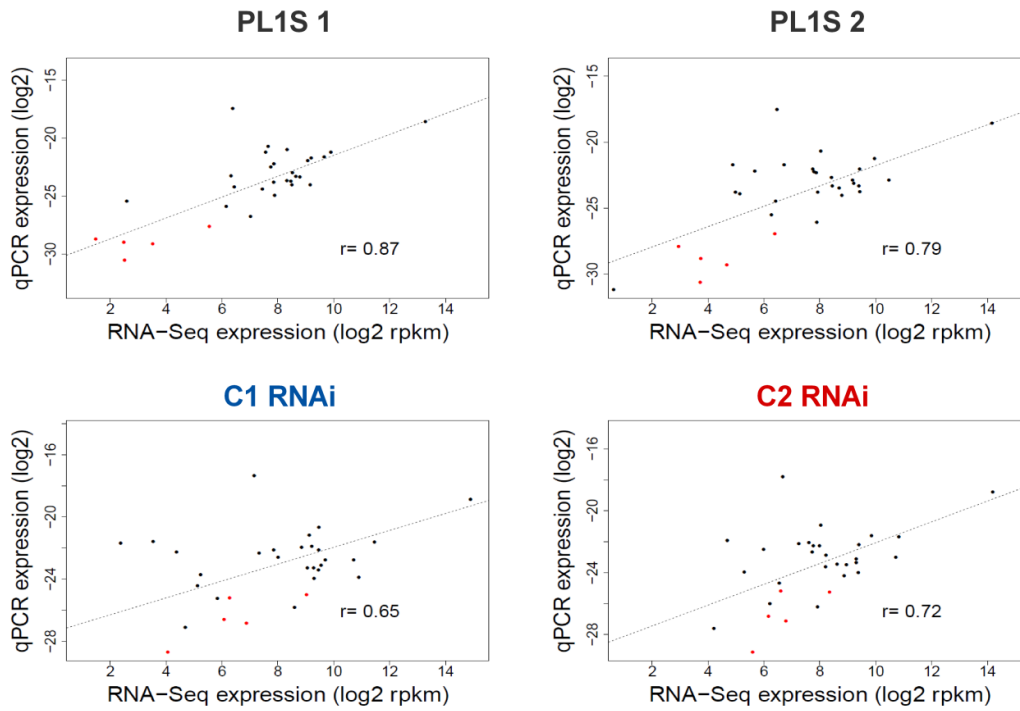 PL1S 1
PL1S 2
qPCR expression (log2)
−15
−20
−25
−30
r= 0.87
2 4 6 8 10 12 14
RNA−Seq expression (log2 rpkm)
qPCR expression (log2)
−15
−20
−25
−30
r= 0.79
2 4 6 8 10 12 14
RNA−Seq expression (log2 rpkm)
C1 RNAi
C2 RNAi
qPCR expression (log2)
−16
−20
−24
−28
r= 0.65
2 4 6 8 10 12 14
RNA−Seq expression (log2 rpkm)
qPCR expression (log2)
−16
−20
−24
−28
r= 0.72
2 4 6 8 10 12 14
RNA−Seq expression (log2 rpkm)